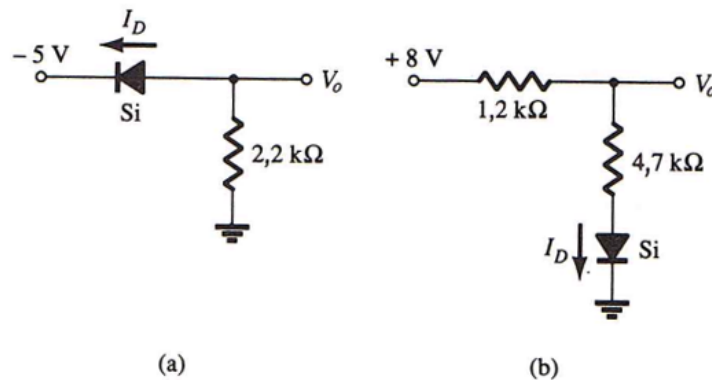 I_D
− 5 V
V_o
Si
2,2 kΩ
(a)
+ 8 V
V_o
1,2 kΩ
4,7 kΩ
I_D
Si
(b)